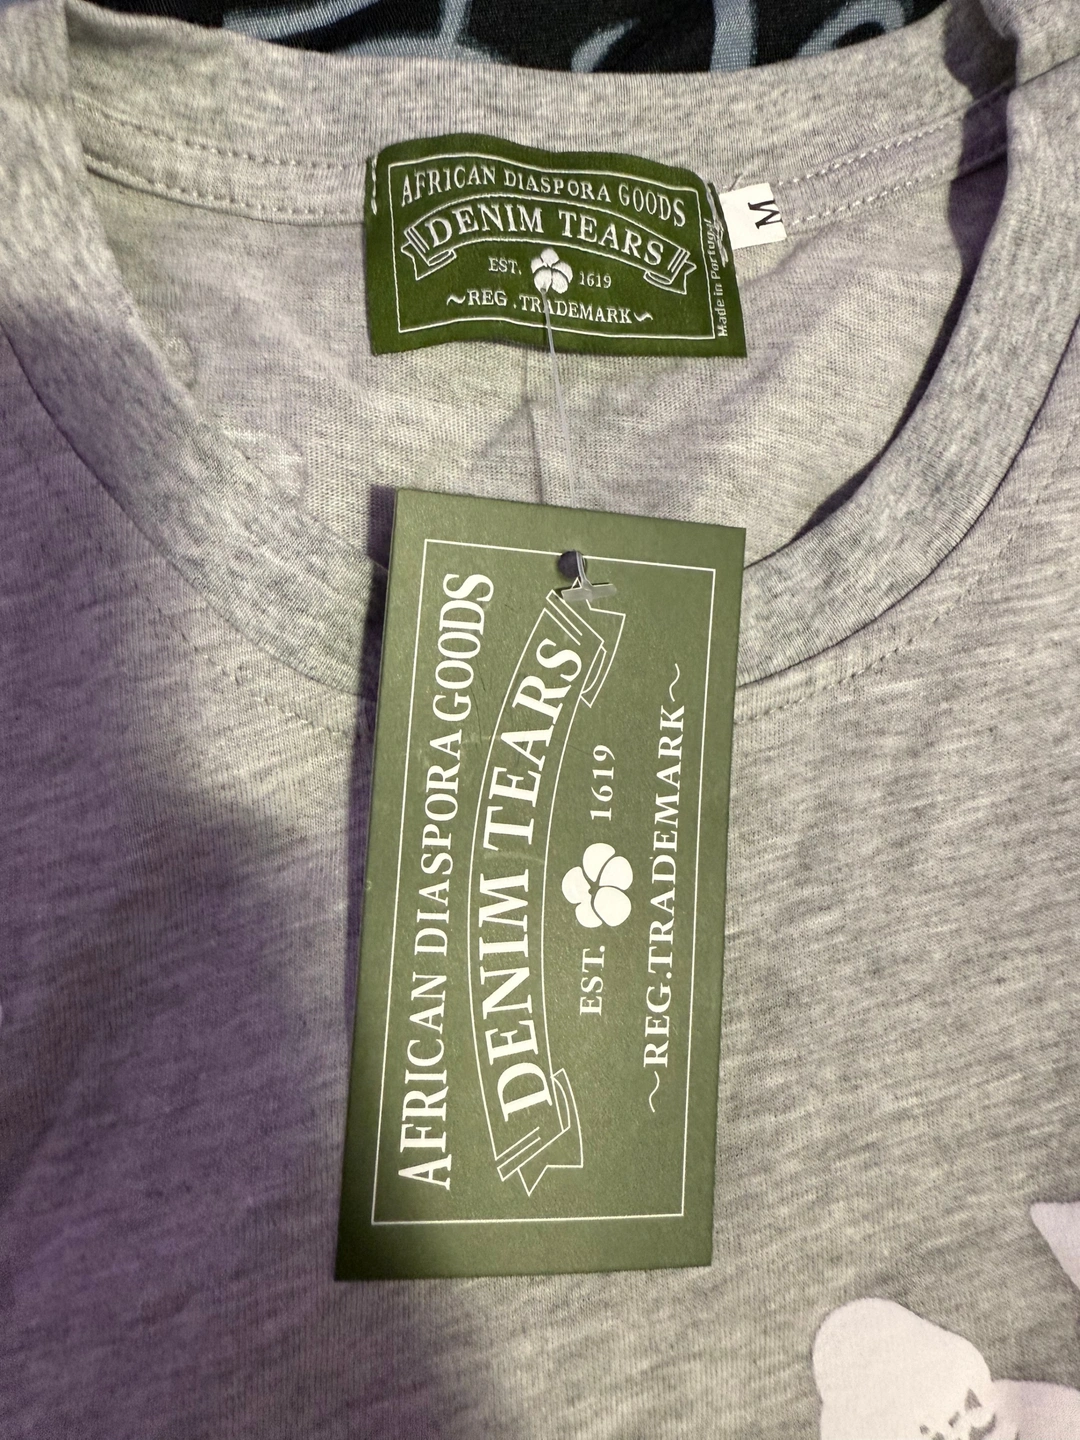 AFRICAN DIASPORA GOODS
DENIM TEARS
EST. 1619
~REG.TRADEMARK~
Made in Portugal
M
AFRICAN DIASPORA GOODS
DENIM TEARS
EST. 1619
~REG.TRADEMARK~